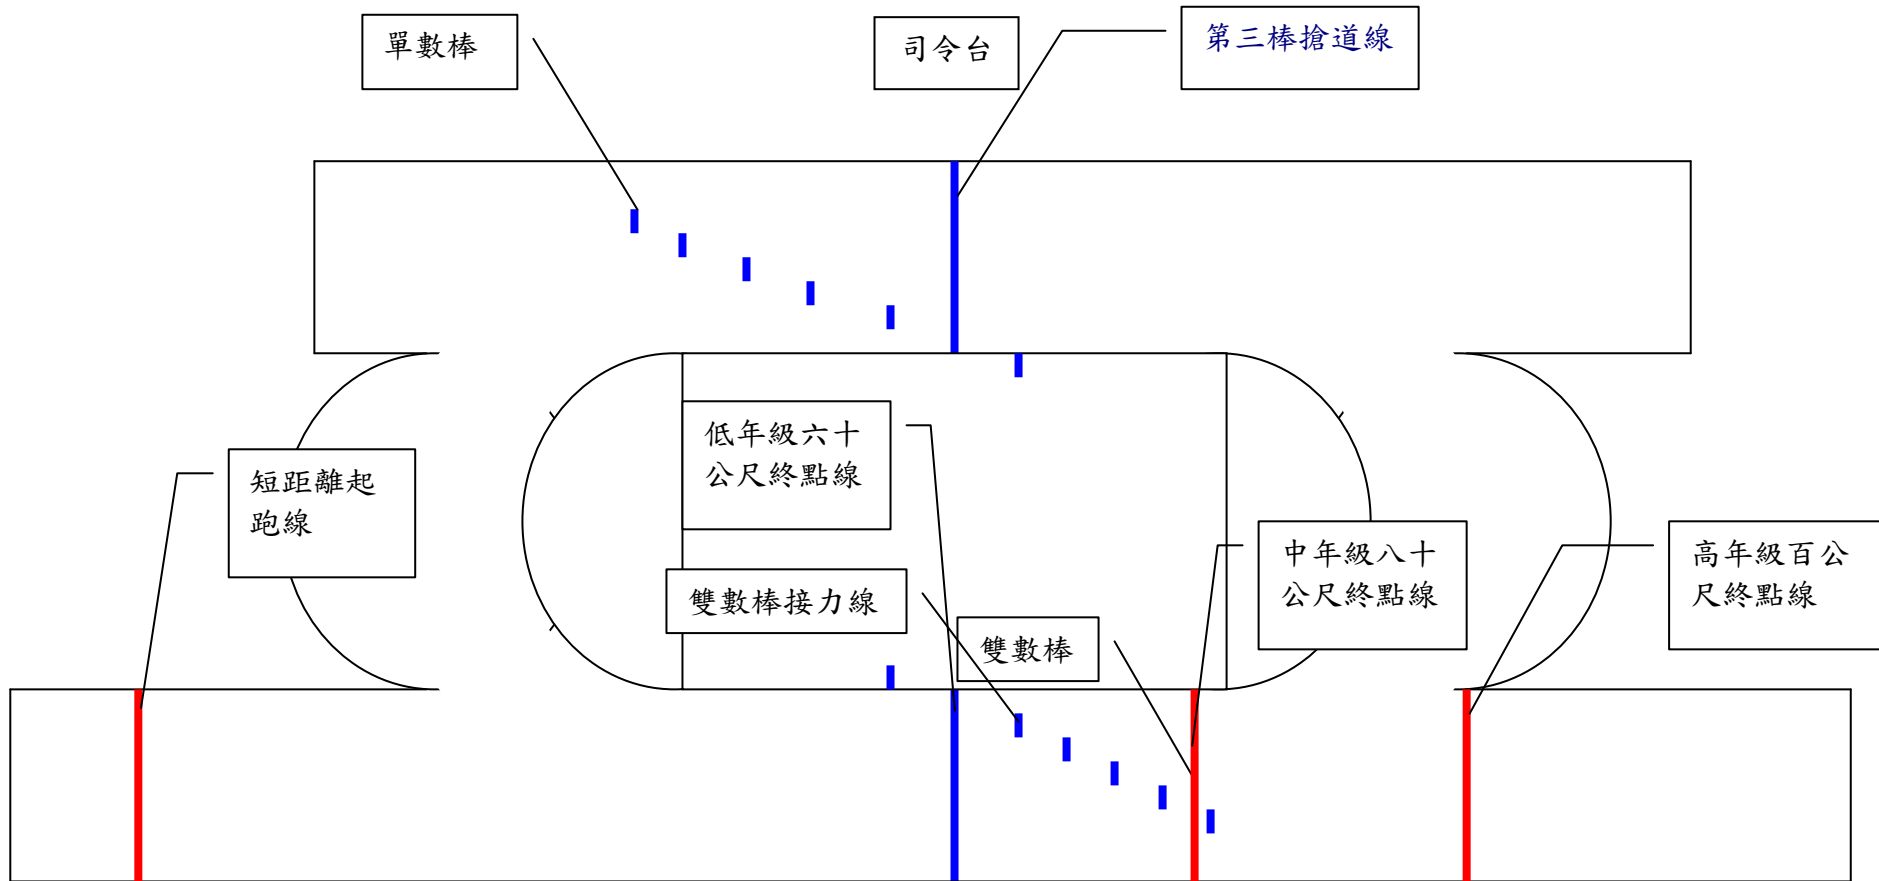 單數棒
司令台
第三棒搶道線
低年級六十
公尺終點線
短距離起
跑線
中年級八十
公尺終點線
高年級百公
尺終點線
雙數棒接力線
雙數棒